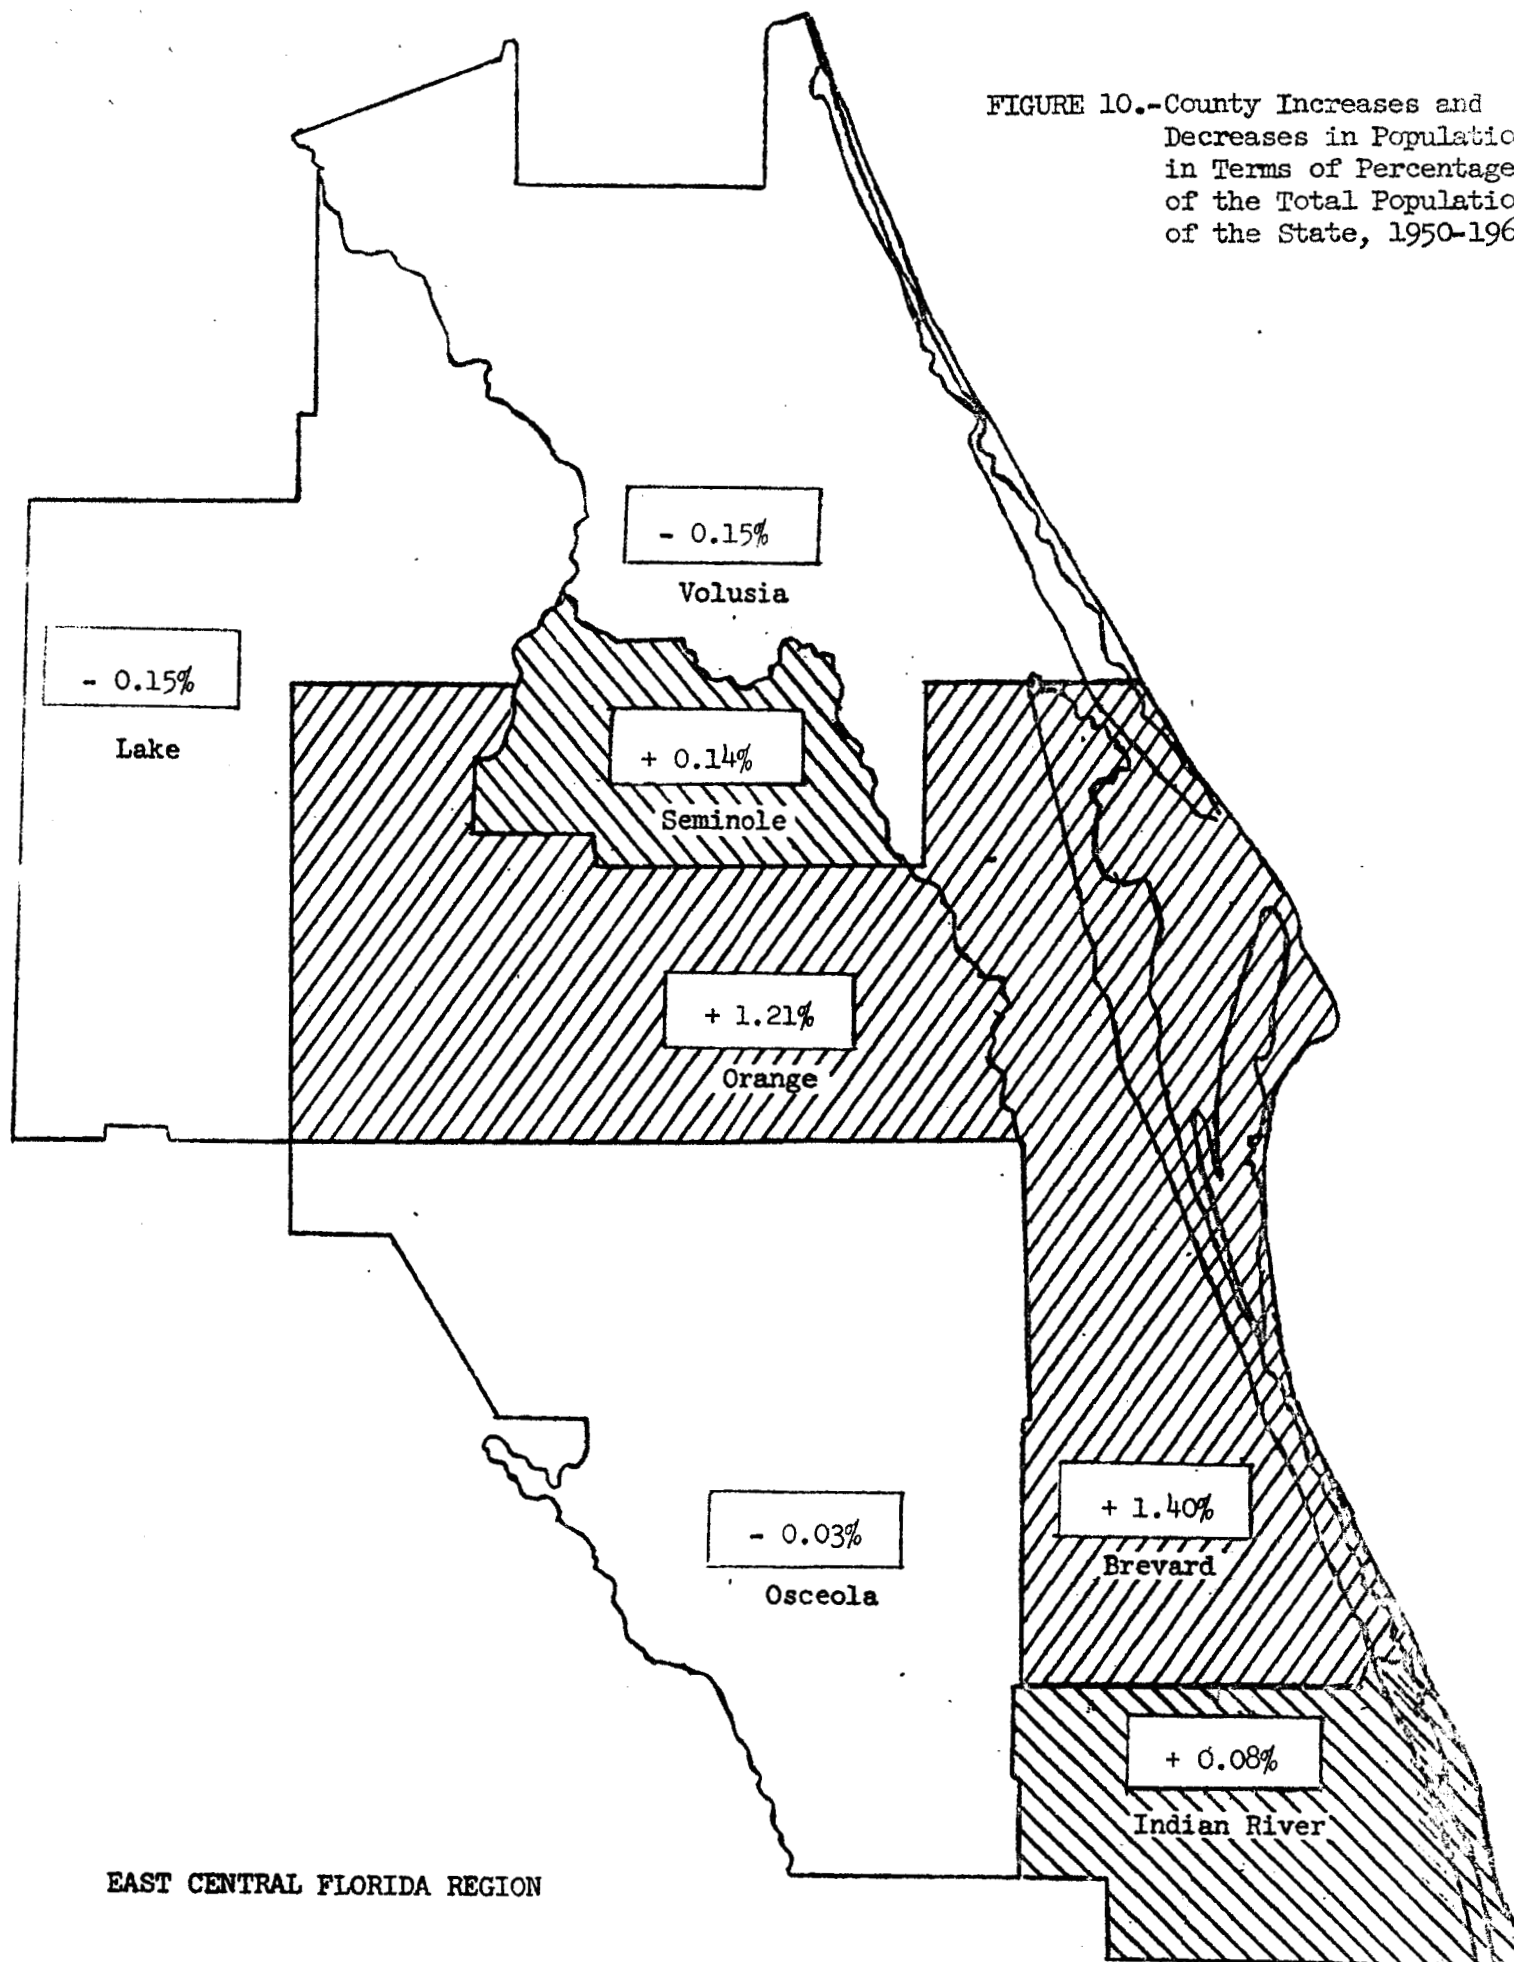 FIGURE 10.-County Increases and
Decreases in Populatio
in Terms of Percentage
of the Total Populatio
of the State, 1950-196
- 0.15%
Volusia
- 0.15%
Lake
+ 0.14%
Seminole
+ 1.21%
Orange
+ 1.40%
Brevard
- 0.03%
Osceola
+ 0.08%
Indian River
EAST CENTRAL FLORIDA REGION